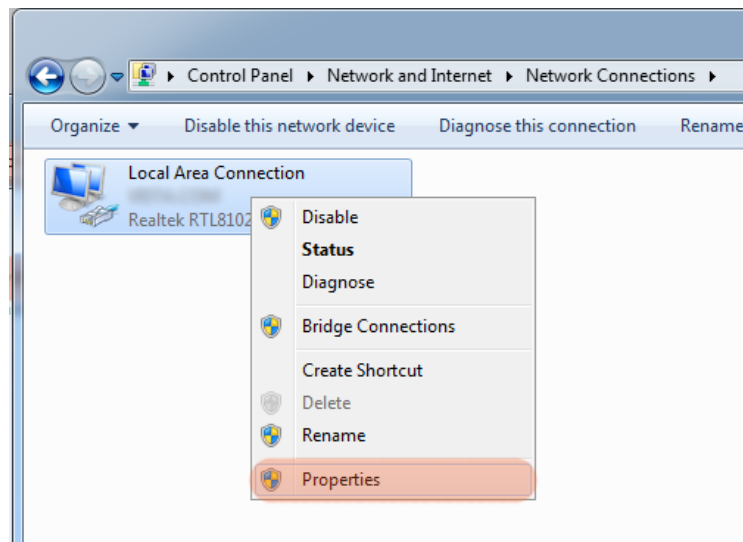 Control Panel Network and Internet Network Connections
Organize Disable this network device Diagnose this connection Rename
Local Area Connection
Realtek RTL8102
Disable
Status
Diagnose
Bridge Connections
Create Shortcut
Delete
Rename
Properties